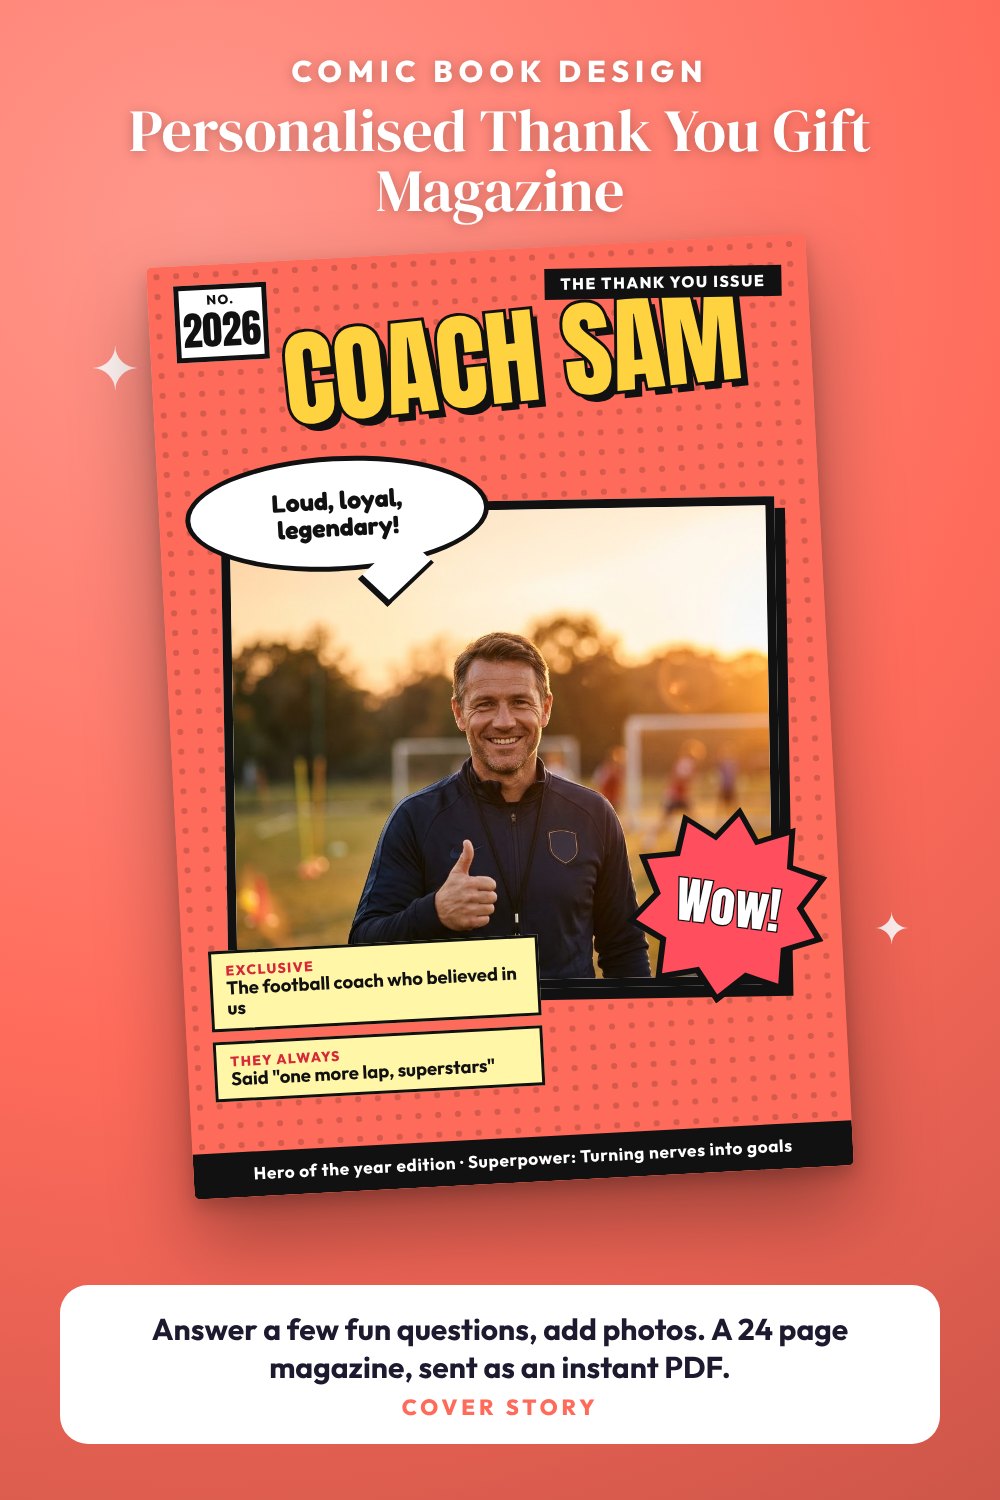 COMIC BOOK DESIGN
Personalised Thank You Gift
Magazine
THE THANK YOU ISSUE
NO.
2026
COACH SAM
Loud, loyal,
legendary!
Wow!
EXCLUSIVE
The football coach who believed in
us
THEY ALWAYS
Said "one more lap, superstars"
Hero of the year edition · Superpower: Turning nerves into goals
Answer a few fun questions, add photos. A 24 page
magazine, sent as an instant PDF.
COVER STORY